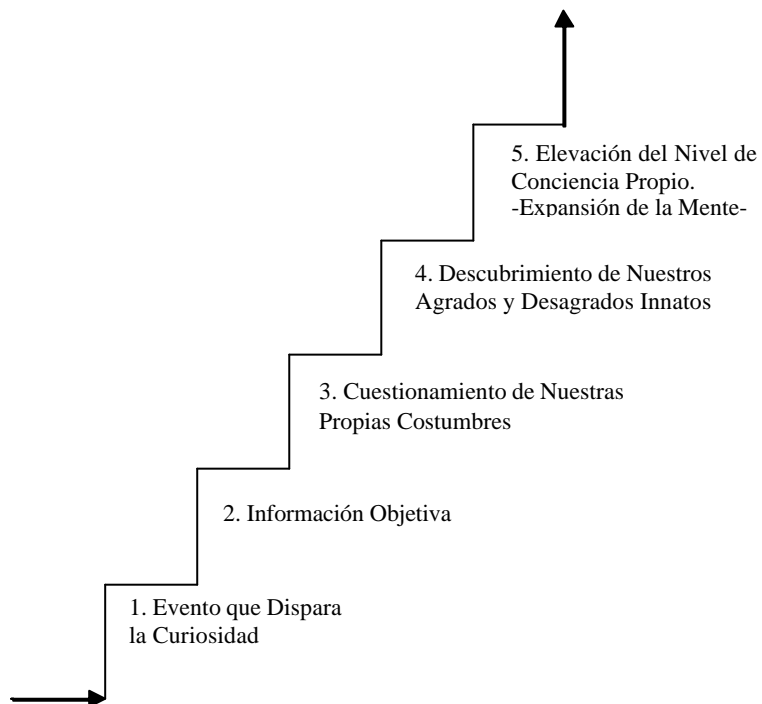 5. Elevación del Nivel de
Conciencia Propio.
-Expansión de la Mente-
4. Descubrimiento de Nuestros
Agrados y Desagrados Innatos
3. Cuestionamiento de Nuestras
Propias Costumbres
2. Información Objetiva
1. Evento que Dispara
la Curiosidad